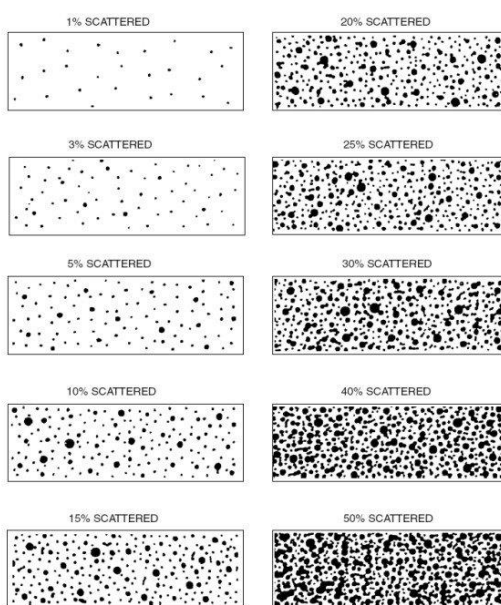 1% SCATTERED
20% SCATTERED
3% SCATTERED
25% SCATTERED
5% SCATTERED
30% SCATTERED
10% SCATTERED
40% SCATTERED
15% SCATTERED
50% SCATTERED